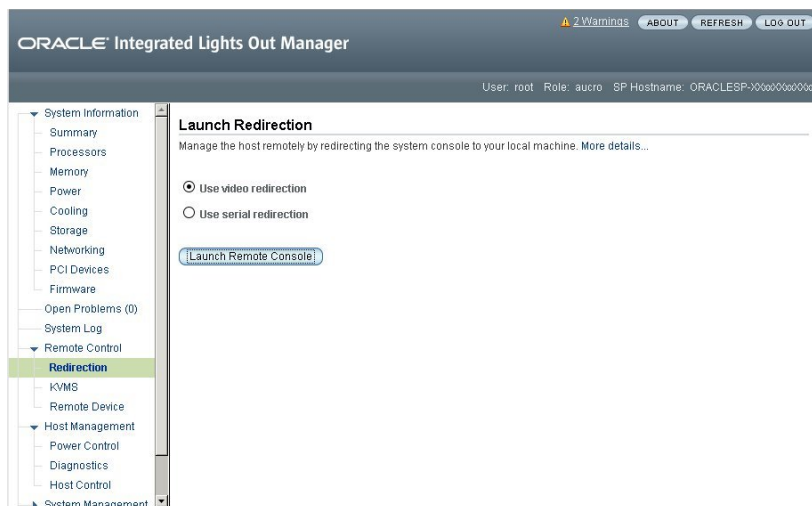 2 Warnings ABOUT REFRESH LOG OUT
ORACLE Integrated Lights Out Manager
User: root Role: aucro SP Hostname:
System Information
Summary
Processors
Memory
Power
Cooling
Storage
Networking
PCI Devices
Firmware
Open Problems (0)
System Log
Remote Control
Redirection
KVMS
Remote Device
Host Management
Power Control
Diagnostics
Host Control
System Management
Launch Redirection
Manage the host remotely by redirecting the system console to your local machine. More details...
Use video redirection
Use serial redirection
Launch Remote Console